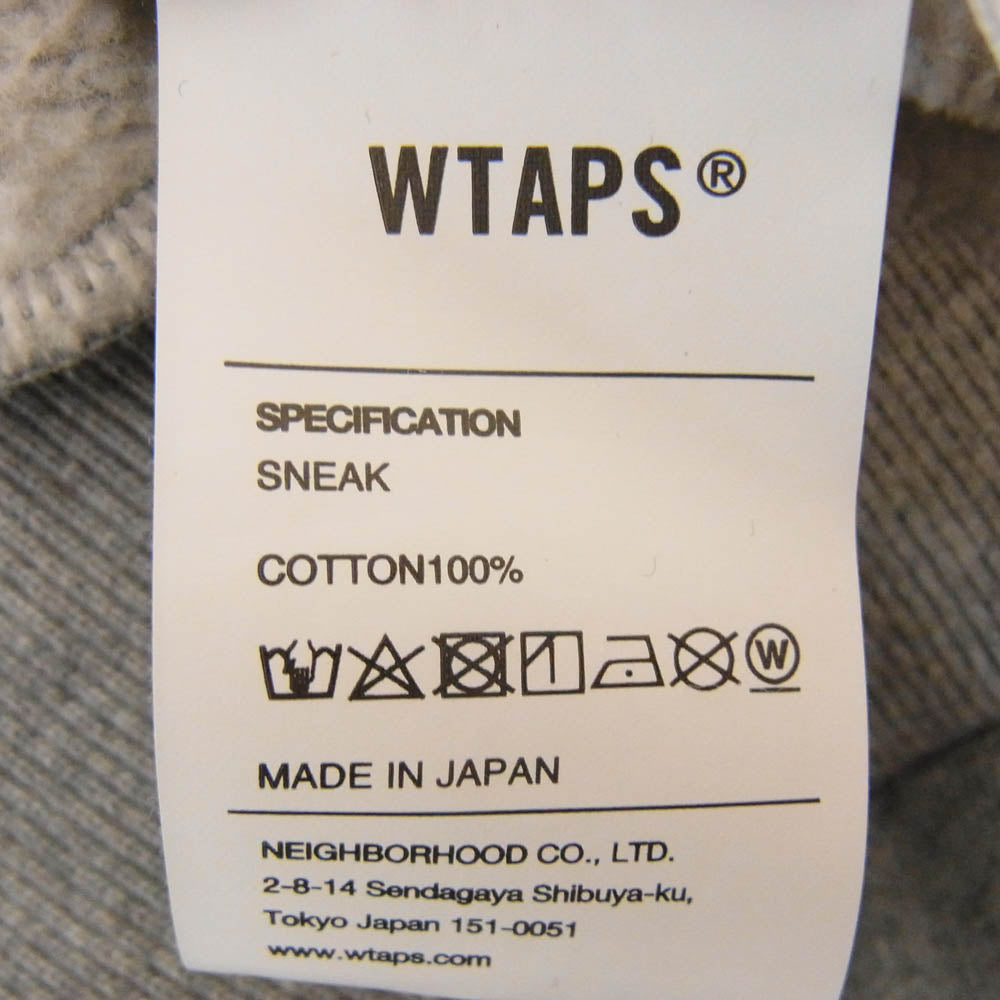 WTAPS®
SPECIFICATION
SNEAK
COTTON100%
W
MADE IN JAPAN
NEIGHBORHOOD CO., LTD.
2-8-14 Sendagaya Shibuya-ku,
Tokyo Japan 151-0051
www.wtaps.com